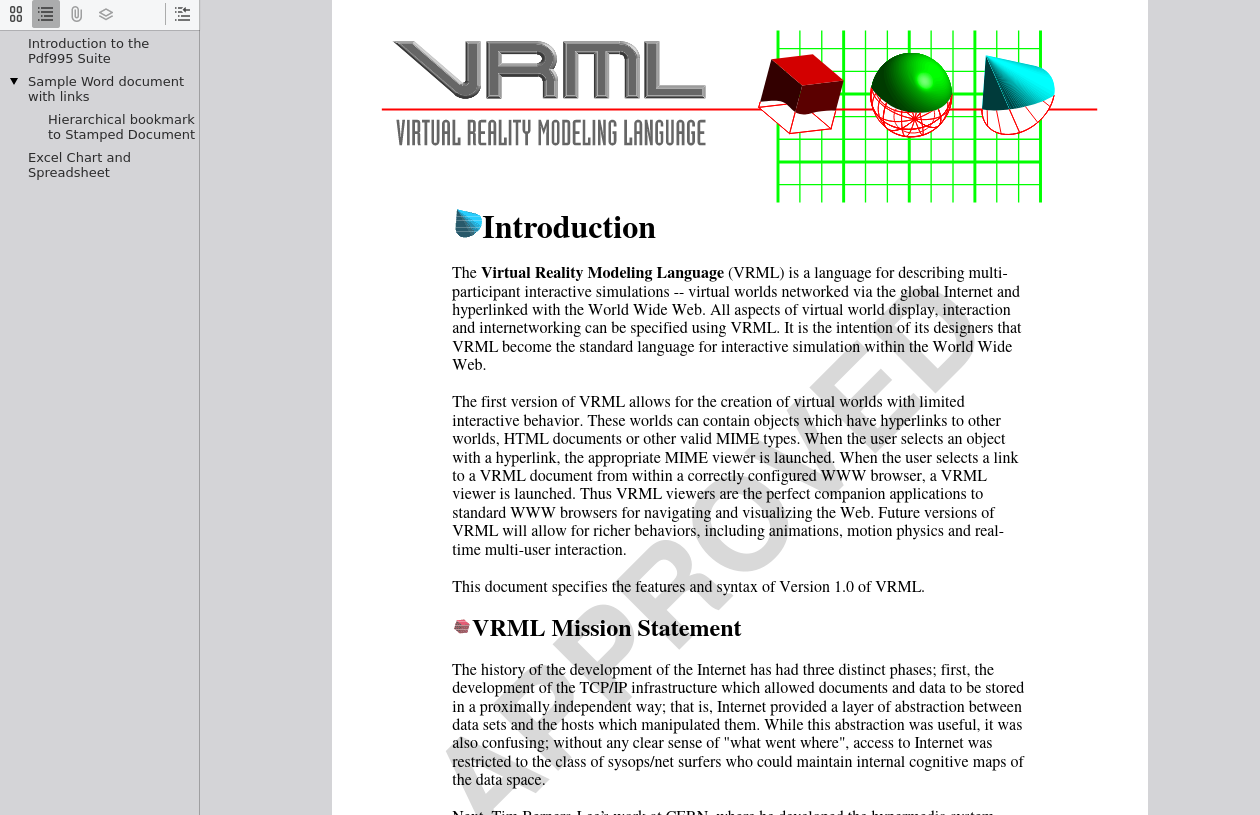 Introduction to the
Pdf995 Suite
Sample Word document
with links
Hierarchical bookmark
to Stamped Document
Excel Chart and
Spreadsheet
VRML
VIRTUAL REALITY MODELING LANGUAGE
Introduction
The Virtual Reality Modeling Language (VRML) is a language for describing multi-
participant interactive simulations -- virtual worlds networked via the global Internet and
hyperlinked with the World Wide Web. All aspects of virtual world display, interaction
and internetworking can be specified using VRML. It is the intention of its designers that
VRML become the standard language for interactive simulation within the World Wide
Web.
The first version of VRML allows for the creation of virtual worlds with limited
interactive behavior. These worlds can contain objects which have hyperlinks to other
worlds, HTML documents or other valid MIME types. When the user selects an object
with a hyperlink, the appropriate MIME viewer is launched. When the user selects a link
to a VRML document from within a correctly configured WWW browser, a VRML
viewer is launched. Thus VRML viewers are the perfect companion applications to
standard WWW browsers for navigating and visualizing the Web. Future versions of
VRML will allow for richer behaviors, including animations, motion physics and real-
time multi-user interaction.
This document specifies the features and syntax of Version 1.0 of VRML.
VRML Mission Statement
The history of the development of the Internet has had three distinct phases; first, the
development of the TCP/IP infrastructure which allowed documents and data to be stored
in a proximally independent way; that is, Internet provided a layer of abstraction between
data sets and the hosts which manipulated them. While this abstraction was useful, it was
also confusing; without any clear sense of "what went where", access to Internet was
restricted to the class of sysops/net surfers who could maintain internal cognitive maps of
the data space.
Next, Tim Berners-Lee's work at CERN, where he developed the hypermedia system
APPROVED